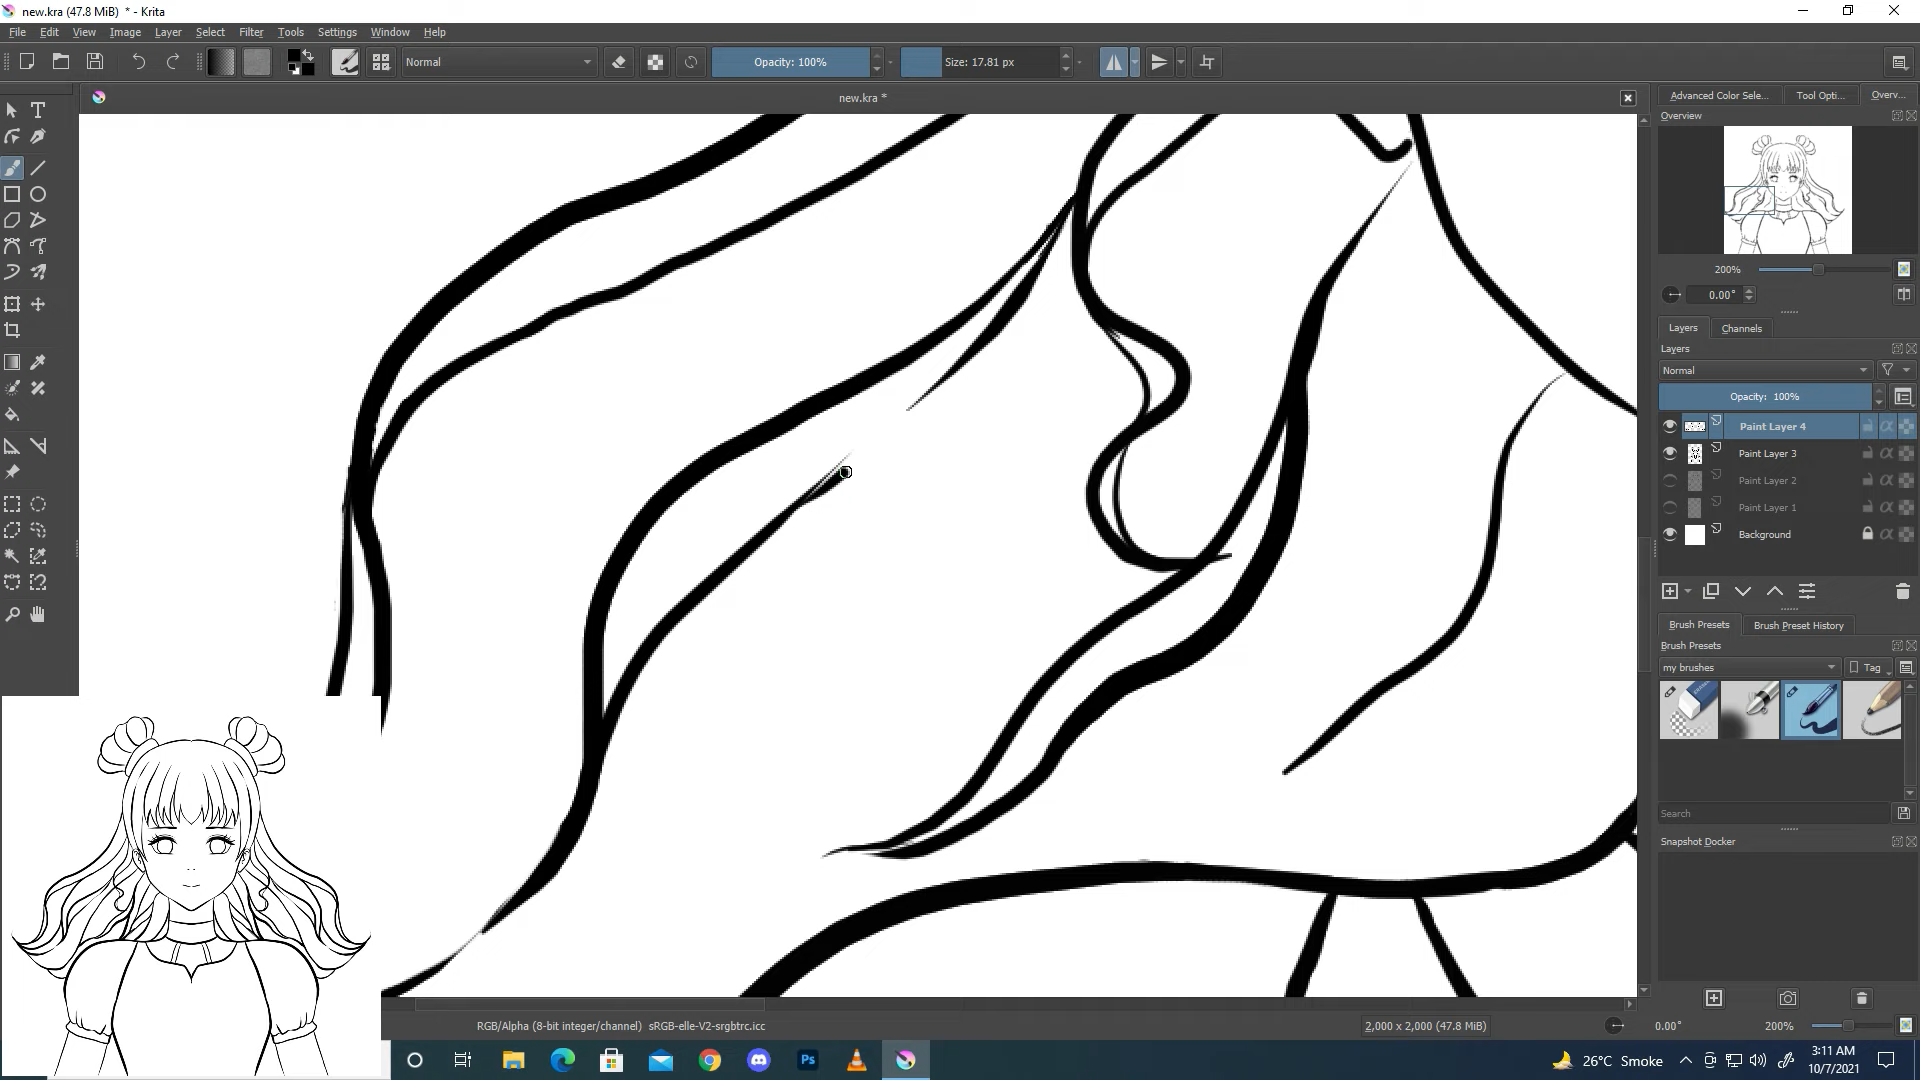 new.kra (47.8 MiB) * - Krita
File Edit View Image Layer Select Filter Tools Settings Window Help
Normal
Opacity: 100%
Size: 17.81 px
new.kra *
Advanced Color Sele...
Tool Opti...
Overv...
Overview
200%
0.00°
Layers
Channels
Layers
Normal
Opacity: 100%
Paint Layer 4
Paint Layer 3
Paint Layer 2
Paint Layer 1
Background
Brush Presets
Brush Preset History
Brush Presets
my brushes
Tag
Search
Snapshot Docker
RGB/Alpha (8-bit integer/channel) sRGB-elle-V2-srgbtrc.icc
2,000 x 2,000 (47.8 MiB)
0.00°
200%
Ps
26°C Smoke
3:11 AM
10/7/2021